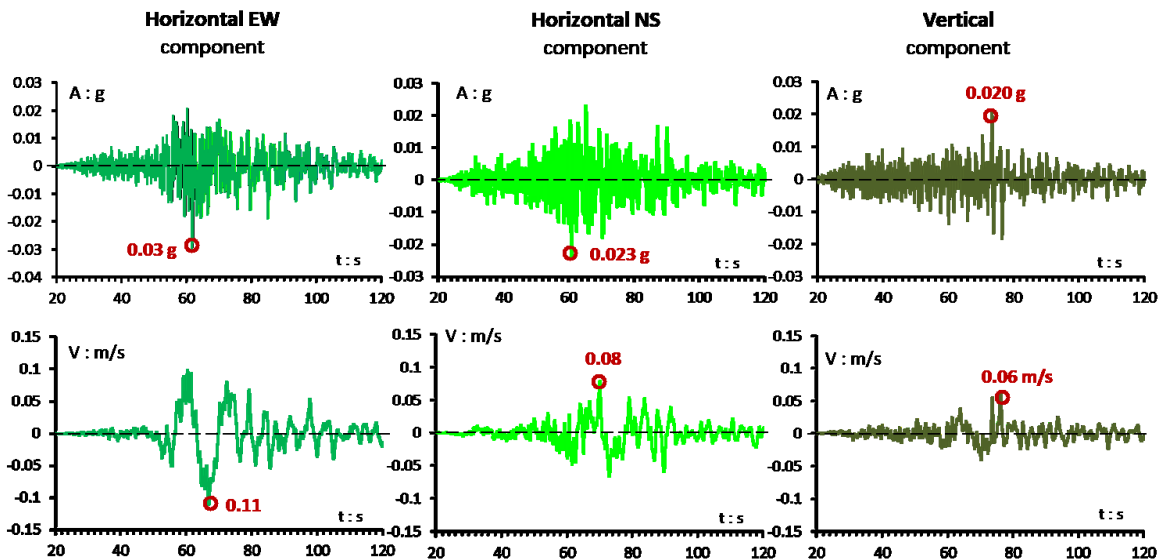 Horizontal EW
component
0.03
0.02
0.01
0
-0.01
-0.02
-0.03
-0.04
A : g
0.03 g
t : s
20 40 60 80 100 120
Horizontal NS
component
0.03
0.02
0.01
0
-0.01
-0.02
-0.03
A : g
0.023 g
t : s
20 40 60 80 100 120
Vertical
component
0.03
0.02
0.01
0
-0.01
-0.02
-0.03
A : g
0.020 g
t : s
20 40 60 80 100 120
0.15
0.1
0.05
0
-0.05
-0.1
-0.15
V : m/s
0.11
t : s
20 40 60 80 100 120
0.15
0.1
0.05
0
-0.05
-0.1
-0.15
V : m/s
0.08
t : s
20 40 60 80 100 120
0.15
0.1
0.05
0
-0.05
-0.1
-0.15
V : m/s
0.06 m/s
t : s
20 40 60 80 100 120